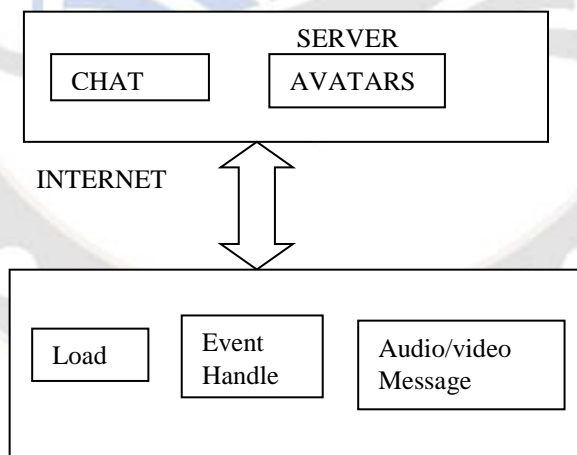 SERVER
CHAT
AVATARS
INTERNET
Load
Event
Handle
Audio/video
Message